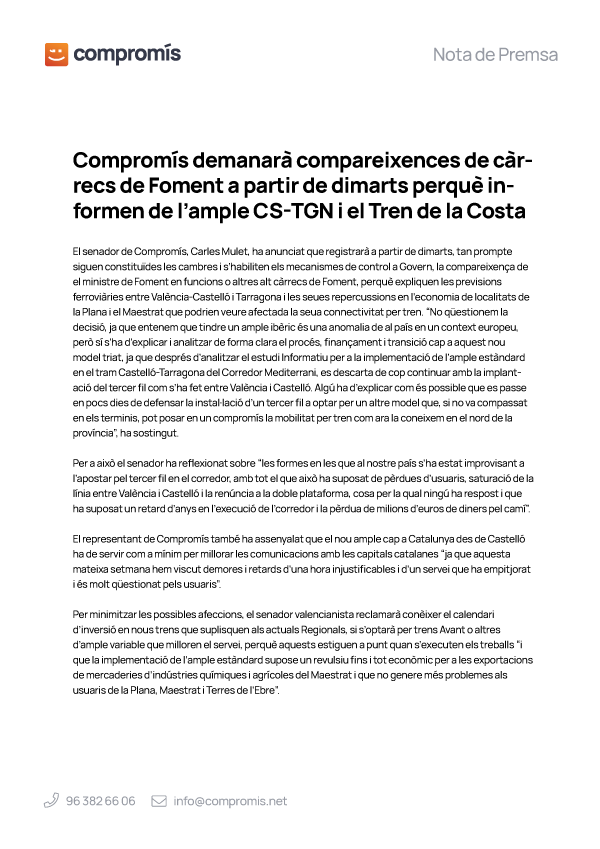 compromís
Nota de Premsa
Compromís demanarà compareixences de càr-
recs de Foment a partir de dimarts perquè in-
formen de l'ample CS-TGN i el Tren de la Costa
El senador de Compromís, Carles Mulet, ha anunciat que registrarà a partir de dimarts, tan prompte
siguen constituïdes les cambres i s'habiliten els mecanismes de control a Govern, la compareixença de
el ministre de Foment en funcions o altres alt càrrecs de Foment, perquè expliquen les previsions
ferroviàries entre València-Castelló i Tarragona i les seues repercussions en l'economia de localitats de
la Plana i el Maestrat que podrien veure afectada la seua connectivitat per tren. "No qüestionem la
decisió, ja que entenem que tindre un ample ibèric és una anomalia de al país en un context europeu,
però sí s'ha d'explicar i analitzar de forma clara el procés, finançament i transició cap a aquest nou
model triat, ja que després d'analitzar el estudi Informatiu per a la implementació de l'ample estàndard
en el tram Castelló-Tarragona del Corredor Mediterrani, es descarta de cop continuar amb la implant-
ació del tercer fil com s'ha fet entre València i Castelló. Algú ha d'explicar com és possible que es passe
en pocs dies de defensar la instal·lació d'un tercer fil a optar per un altre model que, si no va compassat
en els terminis, pot posar en un compromís la mobilitat per tren com ara la coneixem en el nord de la
província", ha sostingut.
Per a això el senador ha reflexionat sobre "les formes en les que al nostre país s'ha estat improvisant a
l'apostar pel tercer fil en el corredor, amb tot el que això ha suposat de pèrdues d'usuaris, saturació de la
línia entre València i Castelló i la renúncia a la doble plataforma, cosa per la qual ningú ha respost i que
ha suposat un retard d'anys en l'execució de l'corredor i la pèrdua de milions d'euros de diners pel camí".
El representant de Compromís també ha assenyalat que el nou ample cap a Catalunya des de Castelló
ha de servir com a mínim per millorar les comunicacions amb les capitals catalanes "ja que aquesta
mateixa setmana hem viscut demores i retards d'una hora injustificables i d'un servei que ha empitjorat
i és molt qüestionat pels usuaris".
Per minimitzar les possibles afeccions, el senador valencianista reclamarà conèixer el calendari
d'inversió en nous trens que suplisquen als actuals Regionals, si s'optarà per trens Avant o altres
d'ample variable que milloren el servei, perquè aquests estiguen a punt quan s'executen els treballs "i
que la implementació de l'ample estàndard supose un revulsiu fins i tot econòmic per a les exportacions
de mercaderies d'indústries químiques i agrícoles del Maestrat i que no genere més problemes als
usuaris de la Plana, Maestrat i Terres de l'Ebre".
96 382 66 06 info@compromis.net